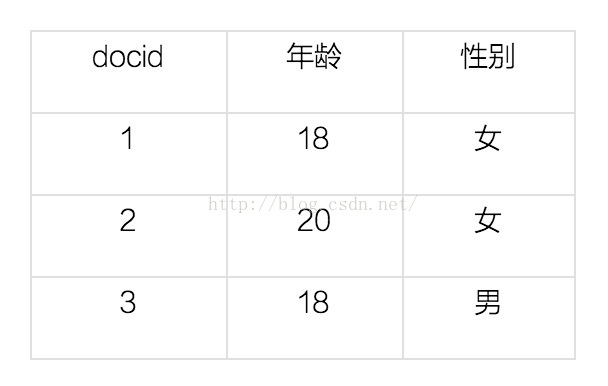 docid 年龄 性别
1 18 女
http://blog.csdn.net/
2 20 女
3 18 男